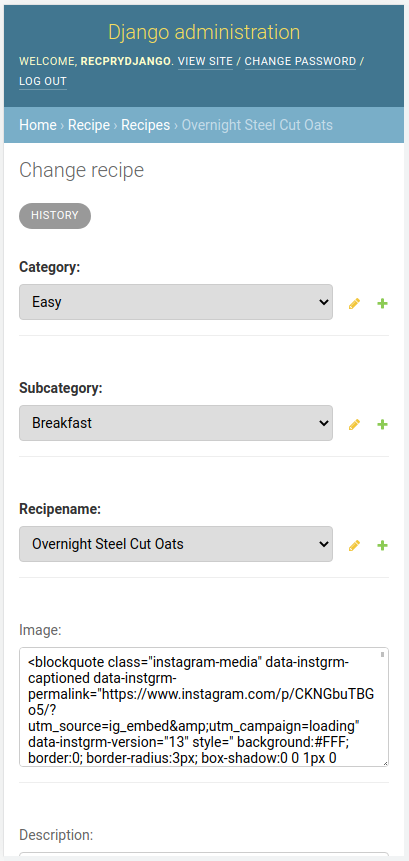 Django administration
WELCOME, RECPRYDJANGO. VIEW SITE / CHANGE PASSWORD /
LOG OUT
Home › Recipe › Recipes › Overnight Steel Cut Oats
Change recipe
HISTORY
Category:
Easy
Subcategory:
Breakfast
Recipename:
Overnight Steel Cut Oats
Image:
<blockquote class="instagram-media" data-instgrm-
captioned data-instgrm-
permalink="https://www.instagram.com/p/CKNGbuTBG
o5/?
utm_source=ig_embed&amp;utm_campaign=loading"
data-instgrm-version="13" style=" background:#FFF;
border:0; border-radius:3px; box-shadow:0 0 1px 0
Description: